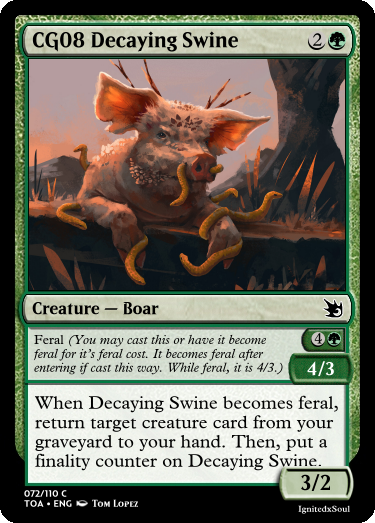 CG08 Decaying Swine 2
Creature — Boar
Feral (You may cast this or have it become
feral for it's feral cost. It becomes feral after
entering if cast this way. While feral, it is 4/3.)
4
4/3
When Decaying Swine becomes feral,
return target creature card from your
graveyard to your hand. Then, put a
finality counter on Decaying Swine.
3/2
072/110 C
TOA • ENG Tom Lopez
IgnitedxSoul